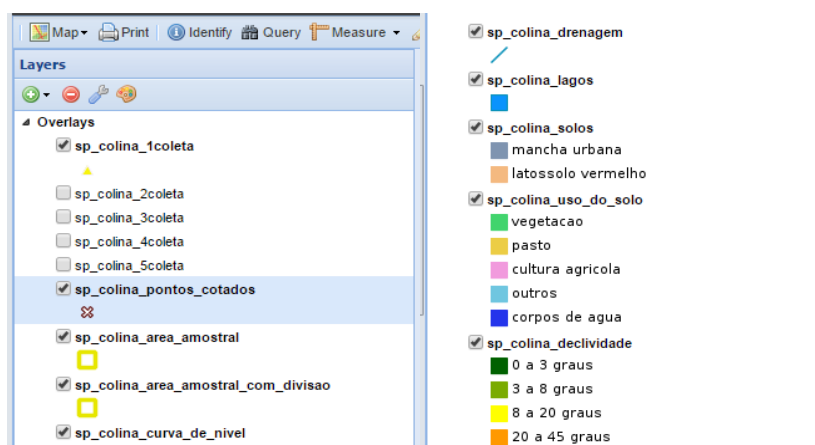 Map Print Identify Query Measure
Layers
Overlays
sp_colina_1coleta
sp_colina_2coleta
sp_colina_3coleta
sp_colina_4coleta
sp_colina_5coleta
sp_colina_pontos_cotados
sp_colina_area_amostral
sp_colina_area_amostral_com_divisao
sp_colina_curva_de_nivel
sp_colina_drenagem
sp_colina_lagos
sp_colina_solos
mancha urbana
latossolo vermelho
sp_colina_uso_do_solo
vegetacao
pasto
cultura agricola
outros
corpos de agua
sp_colina_declividade
0 a 3 graus
3 a 8 graus
8 a 20 graus
20 a 45 graus